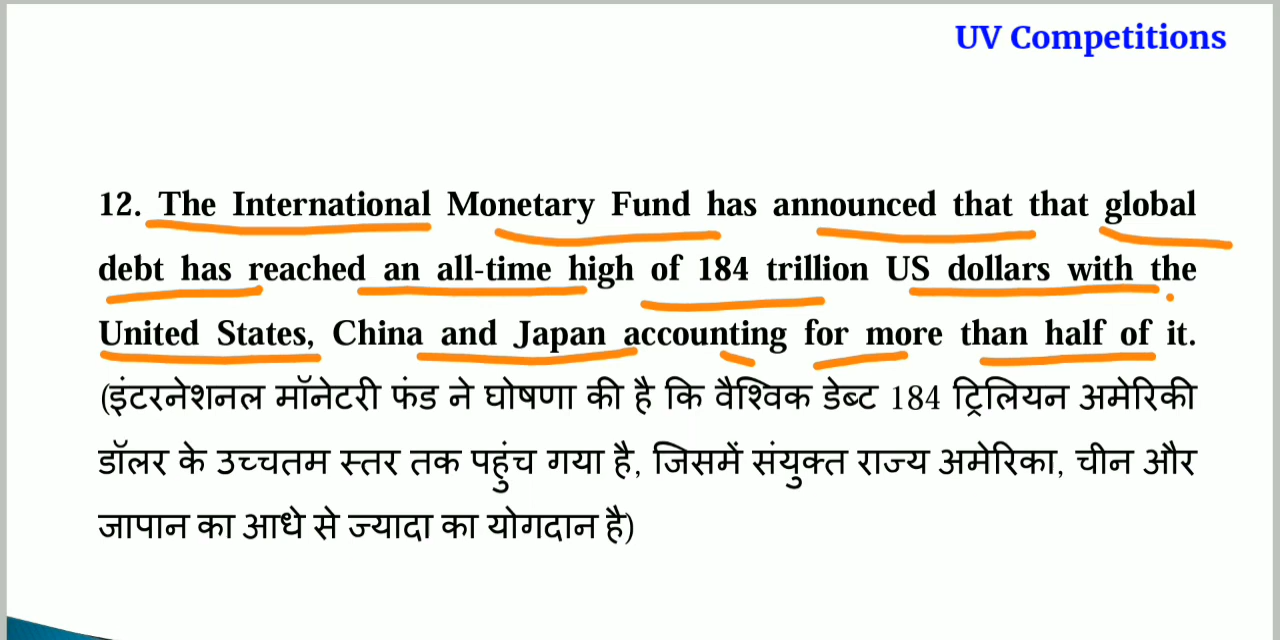 UV Competitions
12. The International Monetary Fund has announced that that global
debt has reached an all-time high of 184 trillion US dollars with the
United States, China and Japan accounting for more than half of it.
(इंटरनेशनल मॉनेटरी फंड ने घोषणा की है कि वैश्विक डेब्ट 184 ट्रिलियन अमेरिकी
डॉलर के उच्चतम स्तर तक पहुंच गया है, जिसमें संयुक्त राज्य अमेरिका, चीन और
जापान का आधे से ज्यादा का योगदान है)